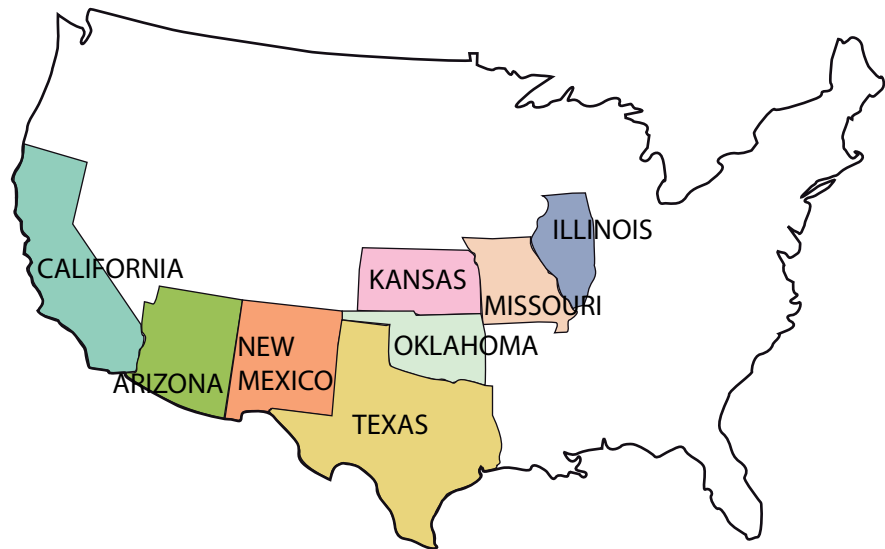 ILLINOIS
CALIFORNIA
KANSAS
MISSOURI
NEW
MEXICO
OKLAHOMA
ARIZONA
TEXAS